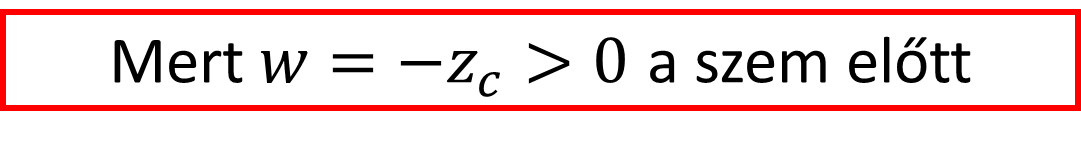 Mert w = −z_c > 0 a szem előtt